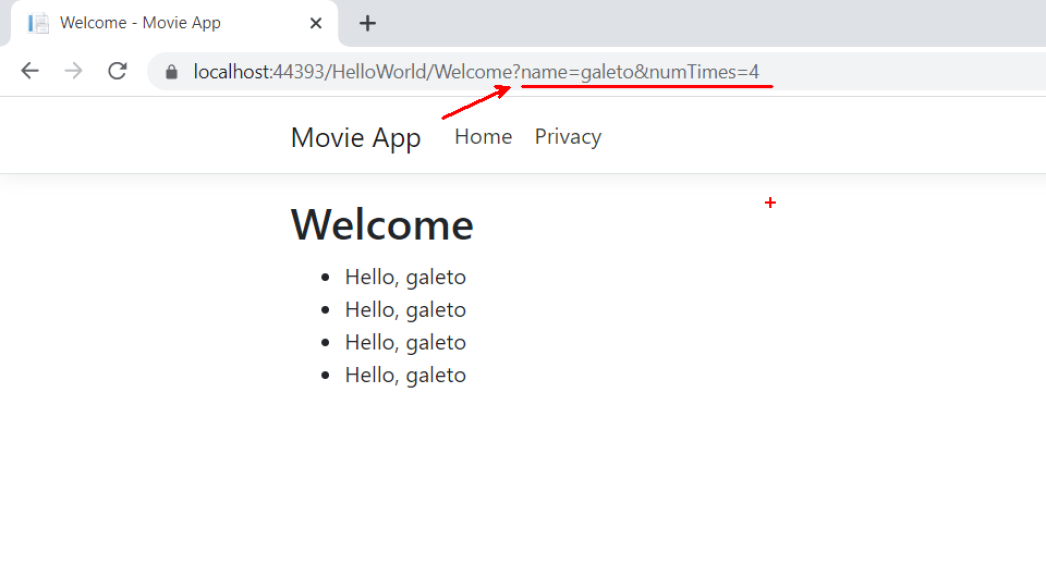 Welcome - Movie App
localhost:44393/HelloWorld/Welcome?name=galeto&numTimes=4
Movie App Home Privacy
Welcome
Hello, galeto
Hello, galeto
Hello, galeto
Hello, galeto